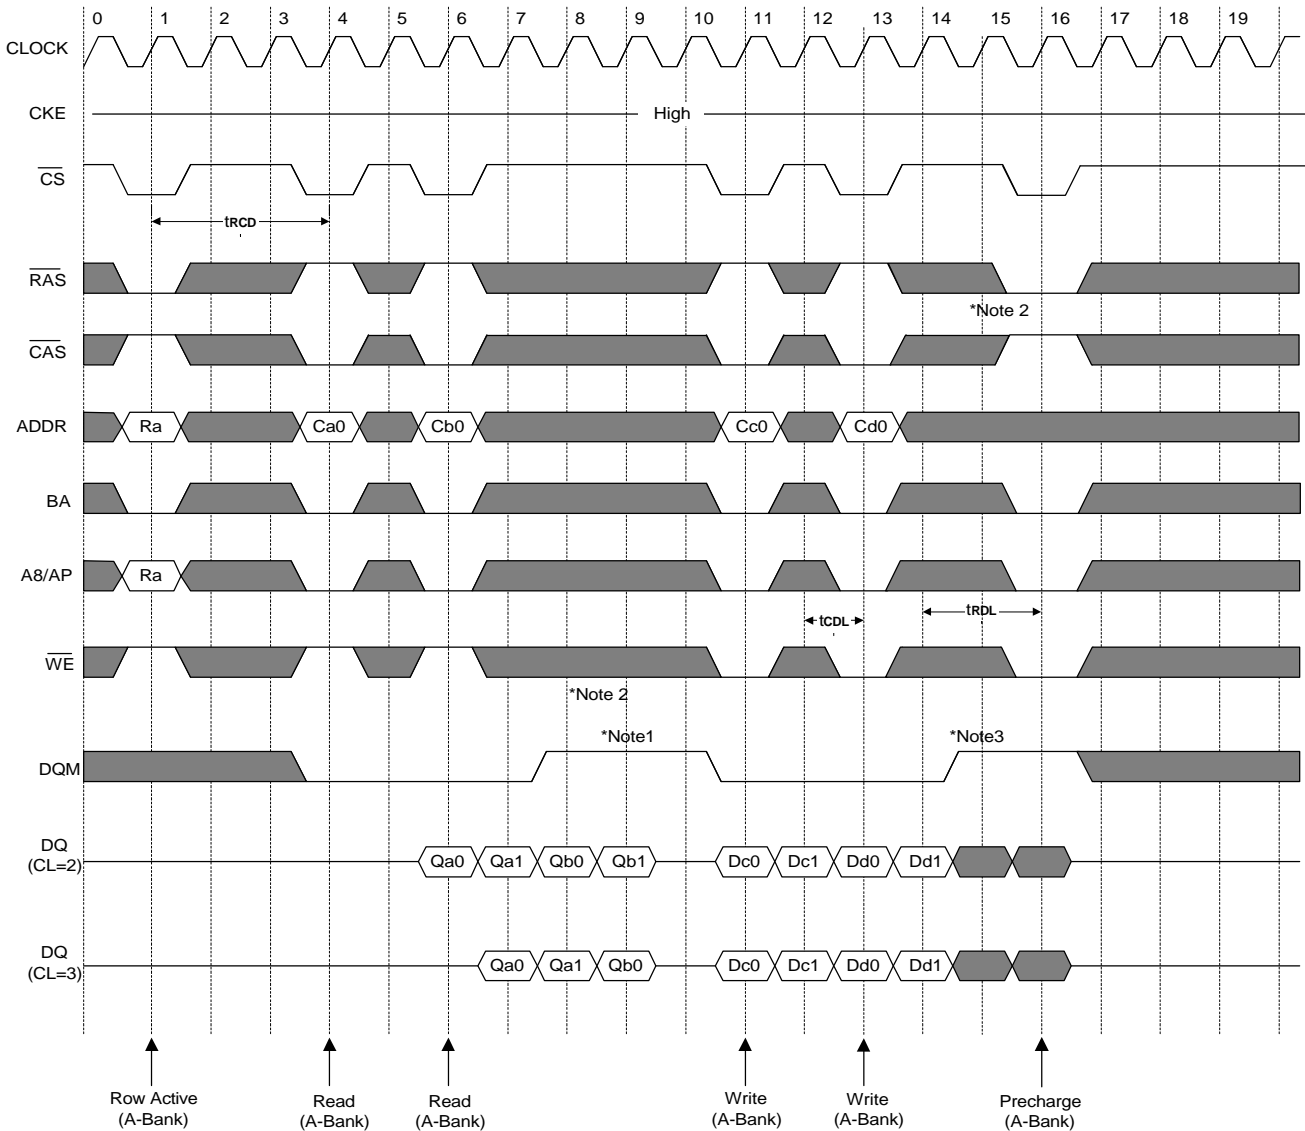 0 1 2 3 4 5 6 7 8 9 10 11 12 13 14 15 16 17 18 19
CLOCK
CKE High
CS
tRCD
RAS
*Note 2
CAS
ADDR Ra Ca0 Cb0 Cc0 Cd0
BA
A8/AP Ra
tCDL tRDL
WE
*Note 2
*Note1 *Note3
DQM
DQ
(CL=2) Qa0 Qa1 Qb0 Qb1 Dc0 Dc1 Dd0 Dd1
DQ
(CL=3) Qa0 Qa1 Qb0 Dc0 Dc1 Dd0 Dd1
Row Active
(A-Bank)
Read
(A-Bank)
Read
(A-Bank)
Write
(A-Bank)
Write
(A-Bank)
Precharge
(A-Bank)